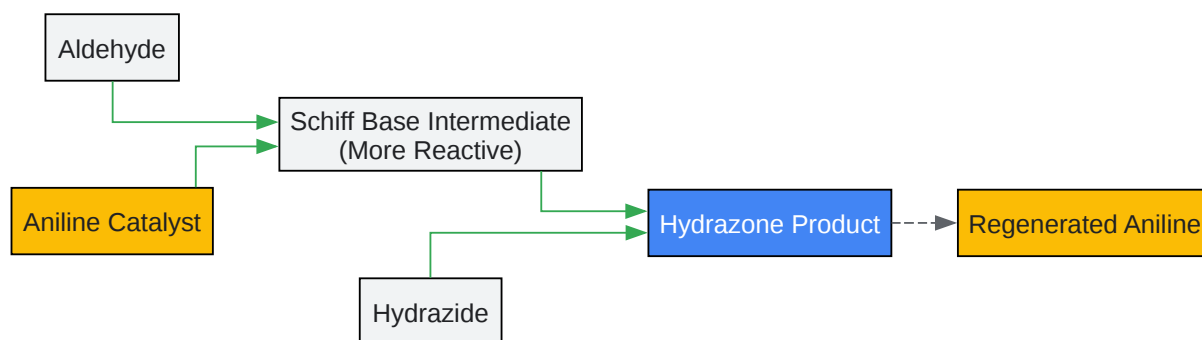 Aldehyde
Schiff Base Intermediate
(More Reactive)
Aniline Catalyst
Hydrazone Product
Regenerated Aniline
Hydrazide